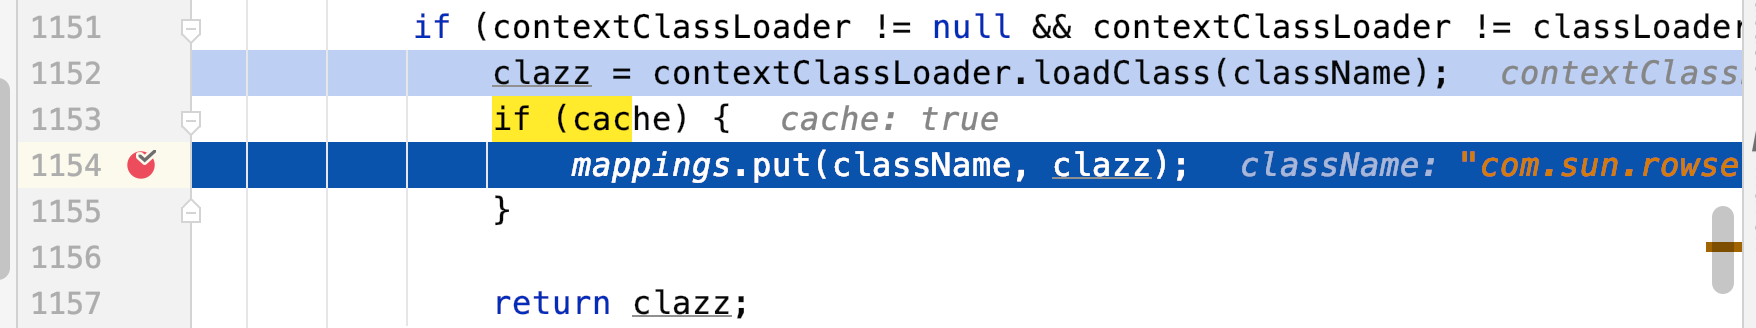 1151 if (contextClassLoader != null && contextClassLoader != classLoader
1152 clazz = contextClassLoader.loadClass(className); contextClass
1153 if (cache) { cache: true
1154 mappings.put(className, clazz); className: "com.sun.rowse
1155 }
1156
1157 return clazz;